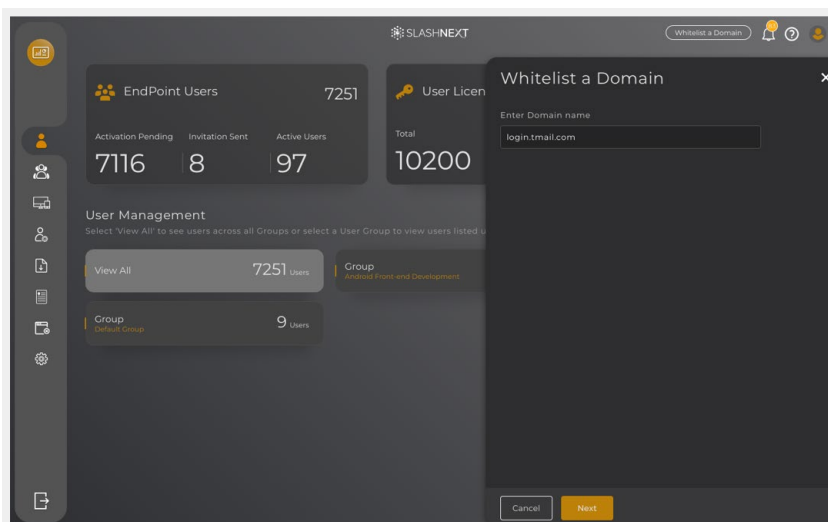 SLASHNEXT
Whitelist a Domain
EndPoint Users
7251
Activation Pending
Invitation Sent
Active Users
7116
8
97
User Licen
Total
10200
User Management
Select 'View All' to see users across all Groups or select a User Group to view users listed u
View All
7251 Users
Group
Android Front-end Development
Group
Default Group
9 Users
Whitelist a Domain
Enter Domain name
login.tmail.com
Cancel
Next